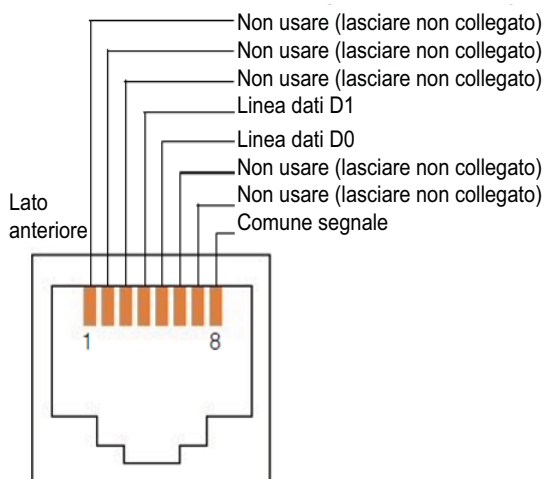 Non usare (lasciare non collegato)
Non usare (lasciare non collegato)
Non usare (lasciare non collegato)
Linea dati D1
Linea dati D0
Non usare (lasciare non collegato)
Non usare (lasciare non collegato)
Comune segnale
Lato
anteriore
1
8